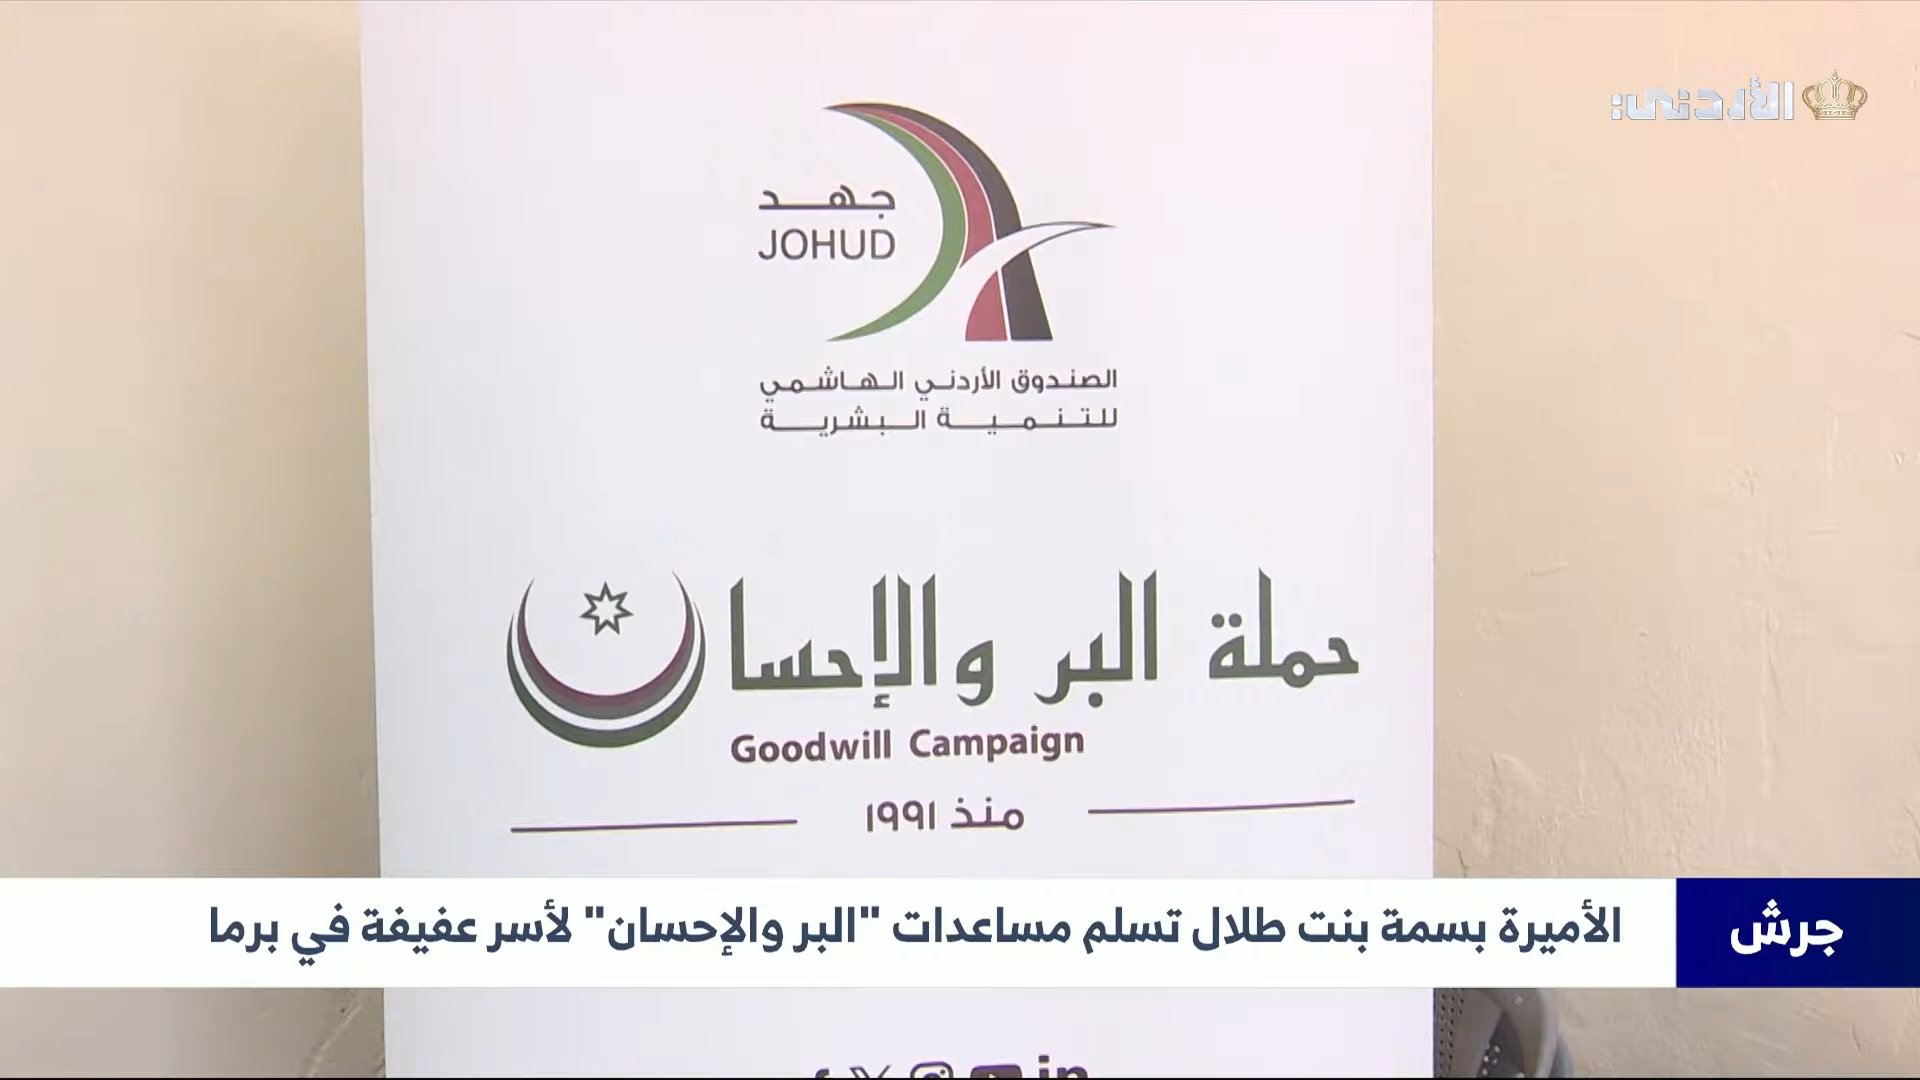 الأردني:
جهد
JOHUD
الصندوق الأردني الهاشمي
للتنمية البشرية
حملة البر والإحسان
Goodwill Campaign
منذ ١٩٩١
جرش
الأميرة بسمة بنت طلال تسلم مساعدات "البر والإحسان" لأسر عفيفة في برما